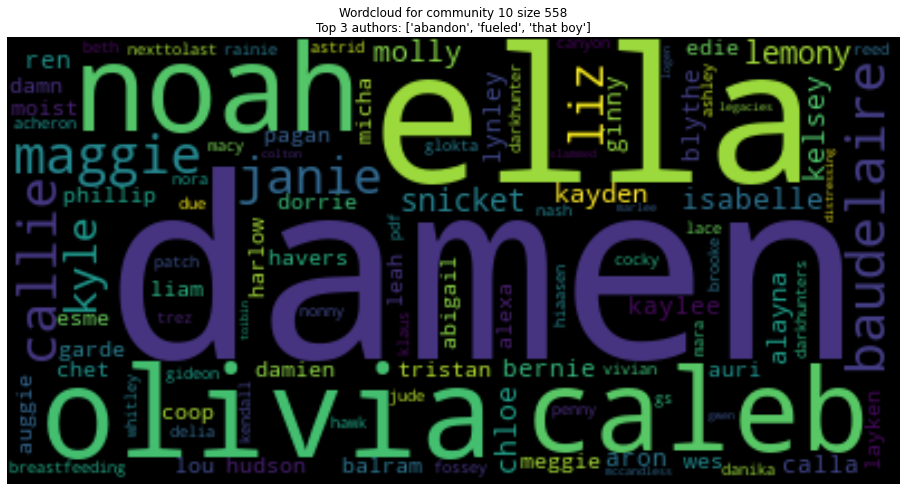 Wordcloud for community 10 size 558
Top 3 authors: ['abandon', 'fueled', 'that boy']
beth
nexttolast
rainie
astrid
molly
canyon
edie
lemony
reed
ren
noah
ella
liz
logen
damn
moist
acheron
micha
lynley
darkhunter
ginny
blythe
ashley
legacies
kelsey
baudelaire
pagan
macy
colton
glokta
slammed
maggie
janie
nora
phillip
due
dorrie
snicket
kayden
nash
marlee
isabelle
distressing
callie
kyle
damen
harlow
havers
pdf
lace
patch
liam
trez
leah
nonny
toibin
klaus
abigail
alexa
hiaasen
cocky
kaylee
brooke
mara
alayna
darkhunters
esme
garde
chet
gideon
damien
tristan
bernie
vivian
auri
auggie
whitley
olivia
caleb
coop
delia
kendall
hawk
jude
chloe
penny
gs
gwen
layken
breastfeeding
lou
hudson
balram
fossey
meggie
aron
mccandless
wes
danika
calla